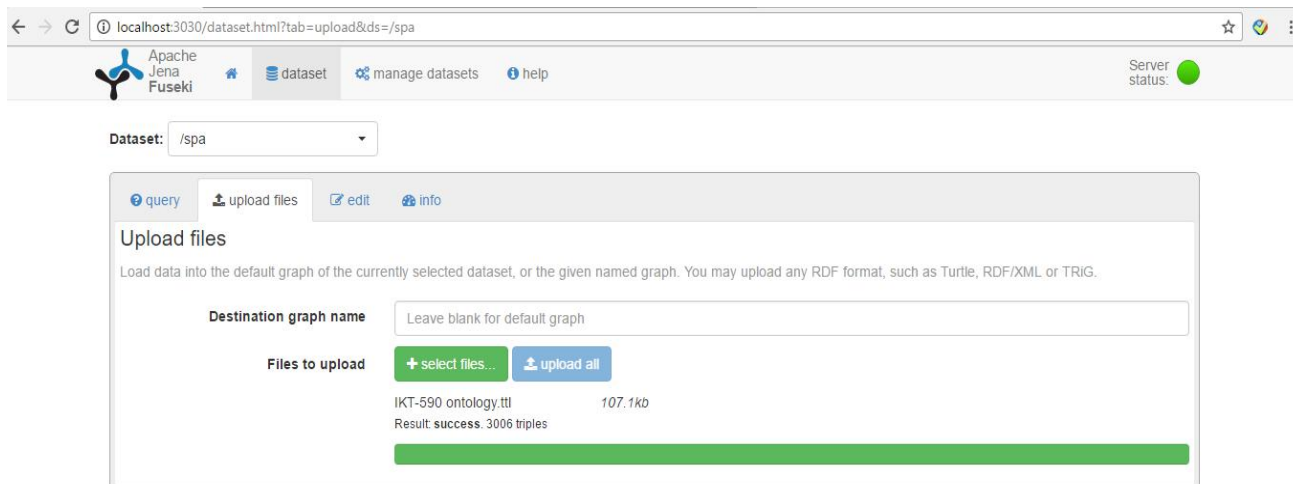 localhost:3030/dataset.html?tab=upload&ds=/spa
Apache
Jena
Fuseki
dataset
manage datasets
help
Server
status:
Dataset: /spa
query
upload files
edit
info
Upload files
Load data into the default graph of the currently selected dataset, or the given named graph. You may upload any RDF format, such as Turtle, RDF/XML or TRiG.
Destination graph name
Leave blank for default graph
Files to upload
+ select files...
upload all
IKT-590 ontology.ttl 107.1kb
Result: success. 3006 triples